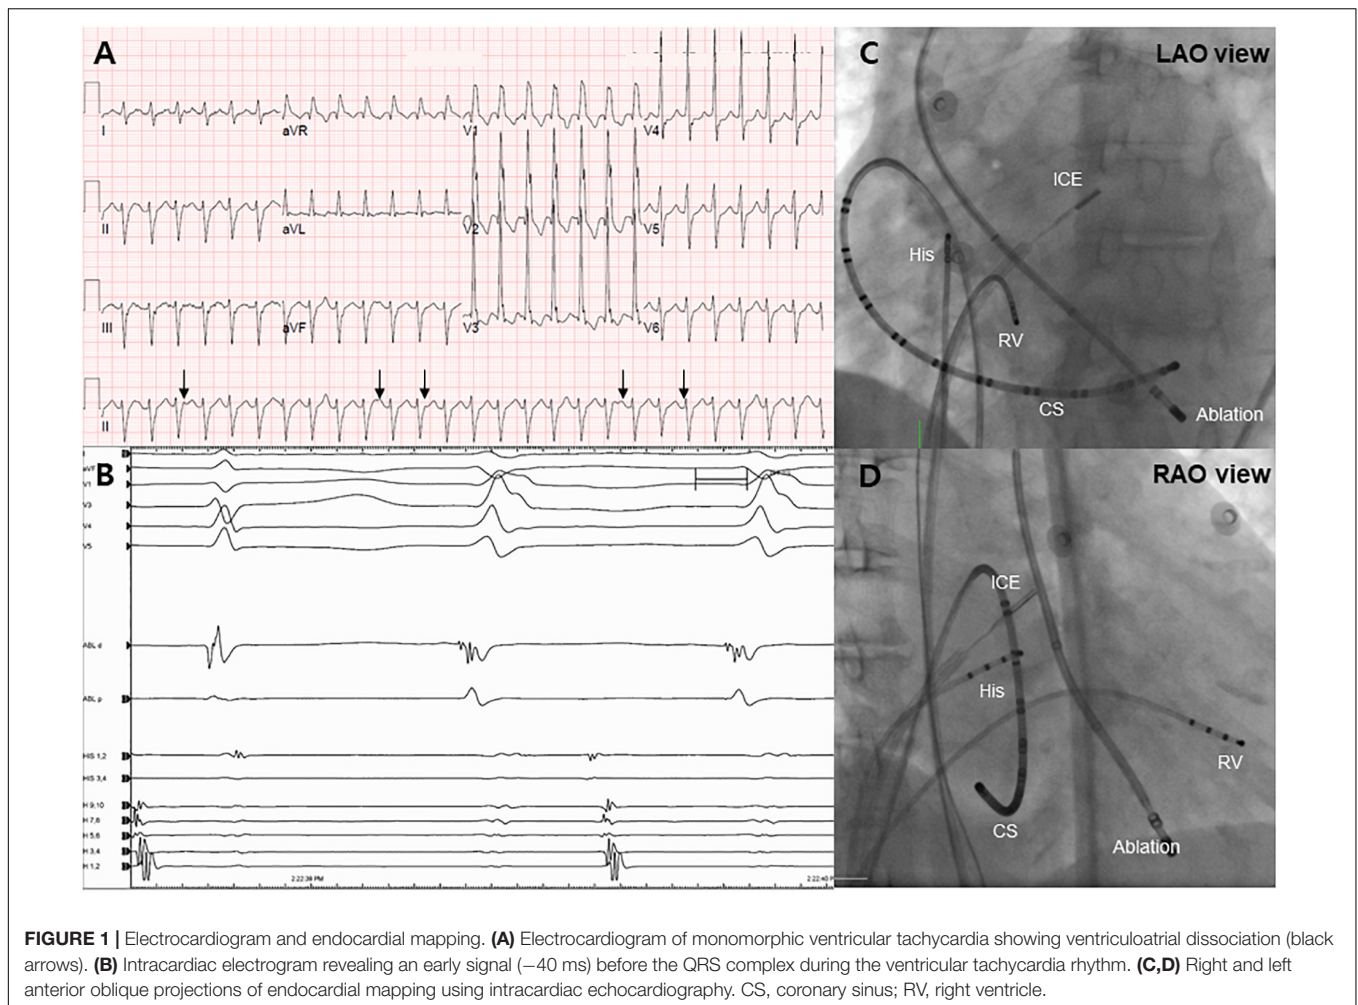 A
I
aVR
V1
V4
II
aVL
V2
V5
III
aVF
V3
V6
II
B
I
aVF
V1
V3
V4
V5
ABL d
ABL p
HIS 1,2
HIS 3,4
H 9,10
H 7,8
H 5,6
H 3,4
H 1,2
2:22:39 PM
C
LAO view
ICE
His
RV
CS
Ablation
D
RAO view
ICE
His
RV
CS
Ablation
FIGURE 1 | Electrocardiogram and endocardial mapping. (A) Electrocardiogram of monomorphic ventricular tachycardia showing ventriculoatrial dissociation (black
arrows). (B) Intracardiac electrogram revealing an early signal (−40 ms) before the QRS complex during the ventricular tachycardia rhythm. (C,D) Right and left
anterior oblique projections of endocardial mapping using intracardiac echocardiography. CS, coronary sinus; RV, right ventricle.